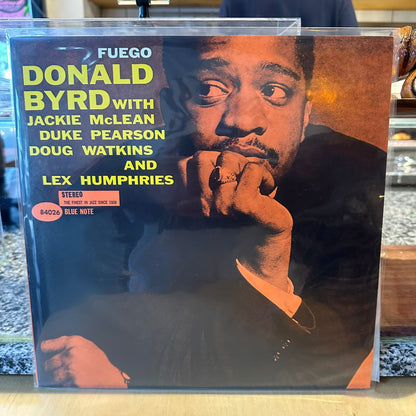 FUEGO
DONALD
BYRD WITH
JACKIE McLEAN
DUKE PEARSON
DOUG WATKINS
AND
LEX HUMPHRIES
STEREO
THE FINEST IN JAZZ SINCE 1939
84026 BLUE NOTE